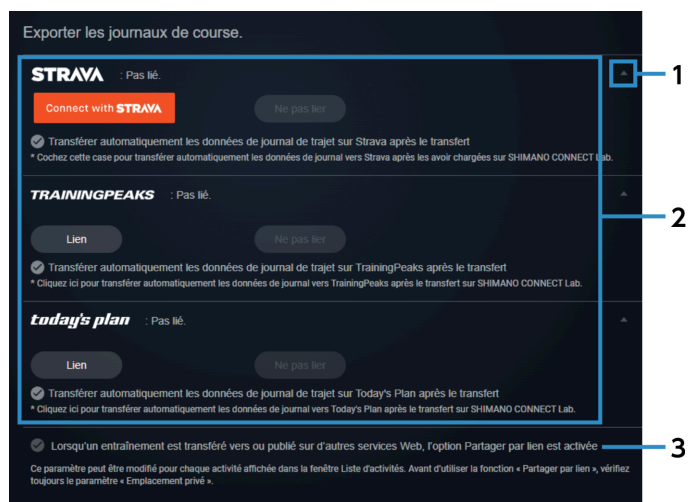 Exporter les journaux de course.
STRAVA : Pas lié.
1
Connect with STRAVA
Ne pas lier
Transférer automatiquement les données de journal de trajet sur Strava après le transfert
* Cochez cette case pour transférer automatiquement les données de journal vers Strava après les avoir chargées sur SHIMANO CONNECT Lab.
TRAININGPEAKS : Pas lié.
2
Lien
Ne pas lier
Transférer automatiquement les données de journal de trajet sur TrainingPeaks après le transfert
* Cliquez ici pour transférer automatiquement les données de journal vers TrainingPeaks après le transfert sur SHIMANO CONNECT Lab.
today's plan : Pas lié.
Lien
Ne pas lier
Transférer automatiquement les données de journal de trajet sur Today's Plan après le transfert
* Cliquez ici pour transférer automatiquement les données de journal vers Today's Plan après le transfert sur SHIMANO CONNECT Lab.
Lorsqu'un entraînement est transféré vers ou publié sur d'autres services Web, l'option Partager par lien est activée
3
Ce paramètre peut être modifié pour chaque activité affichée dans la fenêtre Liste d'activités. Avant d'utiliser la fonction « Partager par lien », vérifiez
toujours le paramètre « Emplacement privé ».